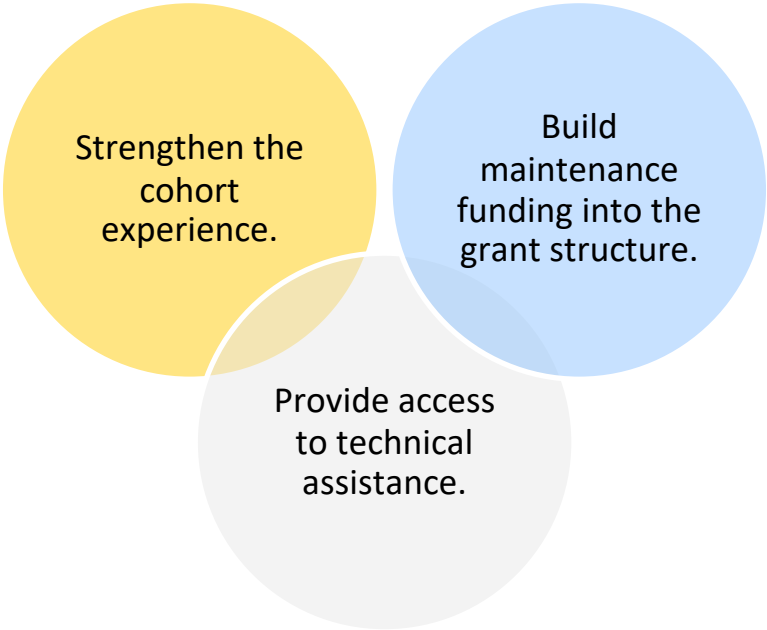 Strengthen the
cohort
experience.
Build
maintenance
funding into the
grant structure.
Provide access
to technical
assistance.